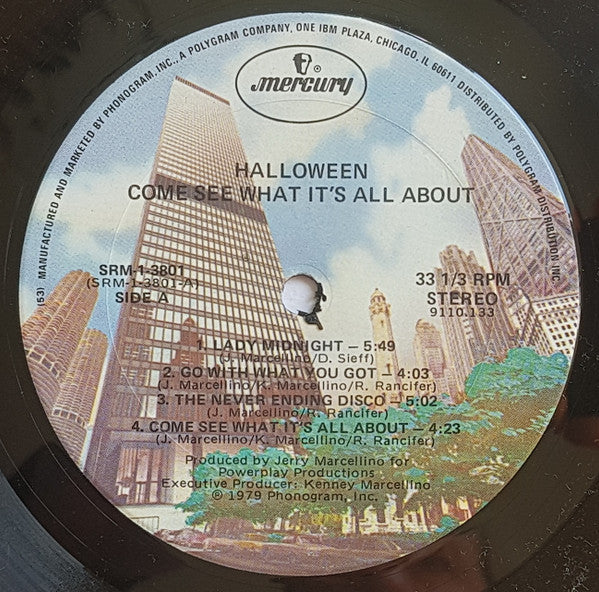 (53) MANUFACTURED AND MARKETED BY PHONOGRAM, INC., A POLYGRAM COMPANY, ONE IBM PLAZA, CHICAGO, IL 60611 DISTRIBUTED BY POLYGRAM DISTRIBUTION INC
mercury
HALLOWEEN
COME SEE WHAT IT'S ALL ABOUT
SRM-1-3801
(SRM-1-3801-A)
SIDE A
33 1/3 RPM
STEREO
9110.133
1. LADY MIDNIGHT – 5:49
(J. Marcellino/D. Sieff)
2. GO WITH WHAT YOU GOT – 4:03
(J. Marcellino/K. Marcellino/R. Rancifer)
3. THE NEVER ENDING DISCO – 5:02
(J. Marcellino/R. Rancifer)
4. COME SEE WHAT IT'S ALL ABOUT – 4:23
(J. Marcellino/K. Marcellino/R. Rancifer)
Produced by Jerry Marcellino for
Powerplay Productions
Executive Producer: Kenney Marcellino
℗ 1979 Phonogram, Inc.